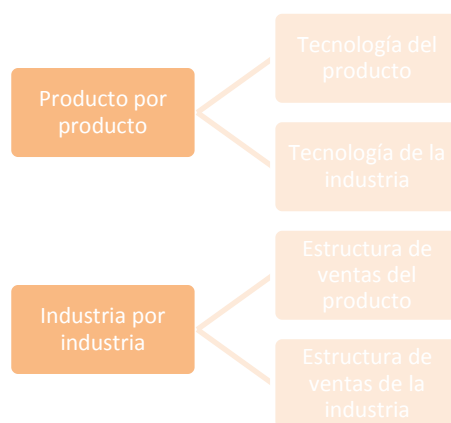 Tecnología del
producto
Producto por
producto
Tecnología de la
industria
Estructura de
ventas del
producto
Industria por
industria
Estructura de
ventas de la
industria